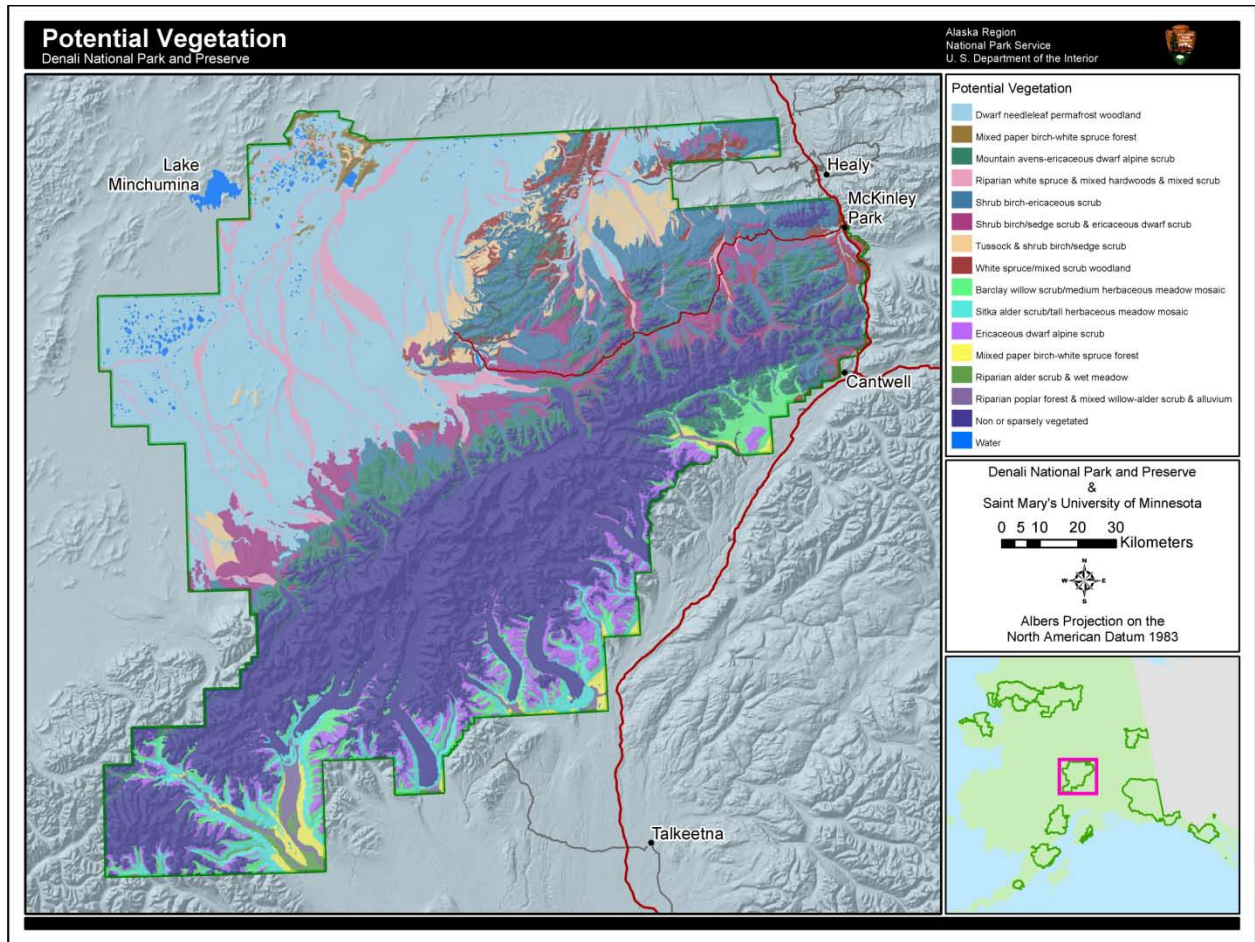 Potential Vegetation
Denali National Park and Preserve
Alaska Region
National Park Service
U. S. Department of the Interior
Lake
Minchumina
Healy
McKinley
Park
Cantwell
Talkeetna
Potential Vegetation
Dwarf needleleaf permafrost woodland
Mixed paper birch-white spruce forest
Mountain avens-ericaceous dwarf alpine scrub
Riparian white spruce & mixed hardwoods & mixed scrub
Shrub birch-ericaceous scrub
Shrub birch/sedge scrub & ericaceous dwarf scrub
Tussock & shrub birch/sedge scrub
White spruce/mixed scrub woodland
Barclay willow scrub/medium herbaceous meadow mosaic
Sitka alder scrub/tall herbaceous meadow mosaic
Ericaceous dwarf alpine scrub
Miixed paper birch-white spruce forest
Riparian alder scrub & wet meadow
Riparian poplar forest & mixed willow-alder scrub & alluvium
Non or sparsely vegetated
Water
Denali National Park and Preserve
&
Saint Mary's University of Minnesota
0 5 10 20 30
Kilometers
N
W E
S
Albers Projection on the
North American Datum 1983